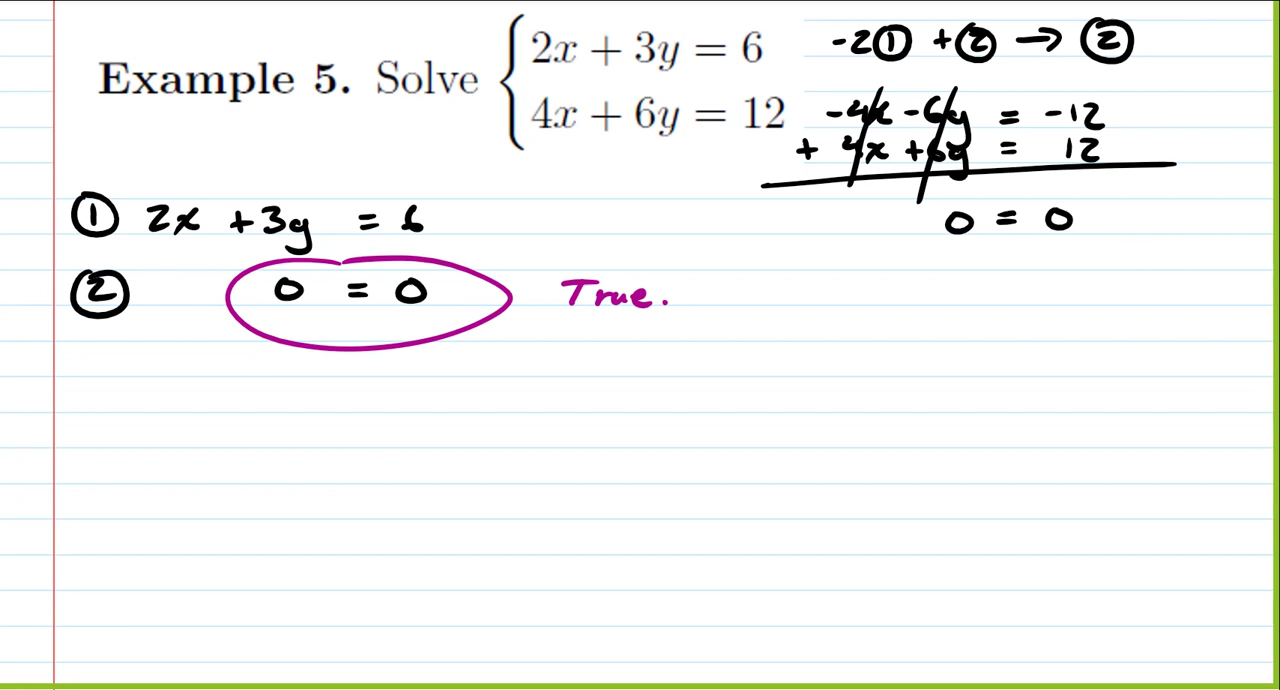 Example 5. Solve { 2x + 3y = 6
4x + 6y = 12
-2① + ② → ②
-4x - 6y = -12
+ 4x + 6y = 12
0 = 0
① 2x + 3y = 6
② 0 = 0 True.